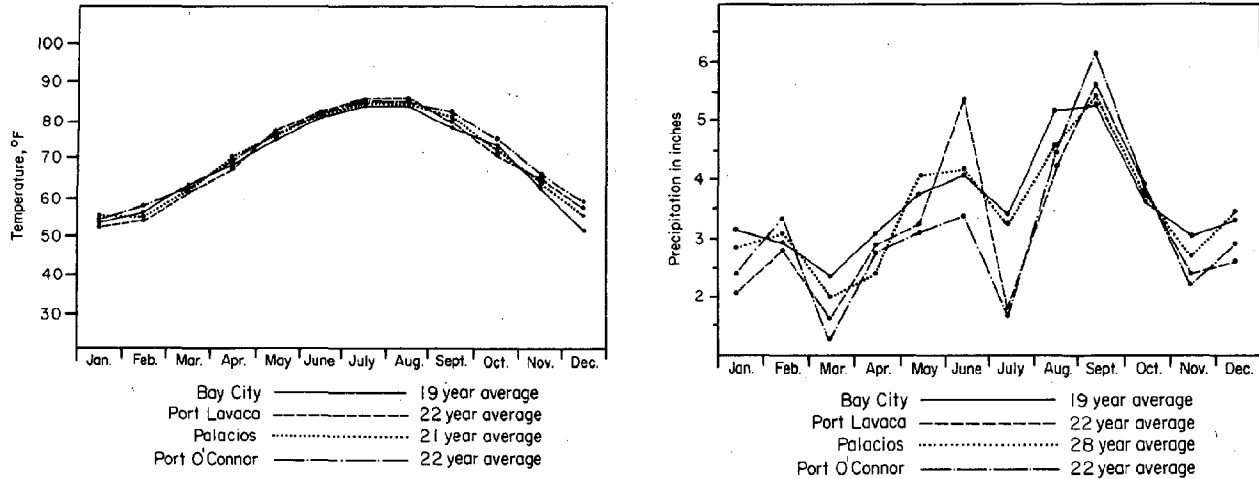 Temperature, °F
100
90
80
70
60
50
40
30
Jan. Feb. Mar. Apr. May June July Aug. Sept. Oct. Nov. Dec.
Bay City 19 year average
Port Lavaca 22 year average
Palacios 21 year average
Port O'Connor 22 year average
Precipitation in inches
6
5
4
3
2
Jan. Feb. Mar. Apr. May June July Aug. Sept. Oct. Nov. Dec.
Bay City 19 year average
Port Lavaca 22 year average
Palacios 28 year average
Port O'Connor 22 year average